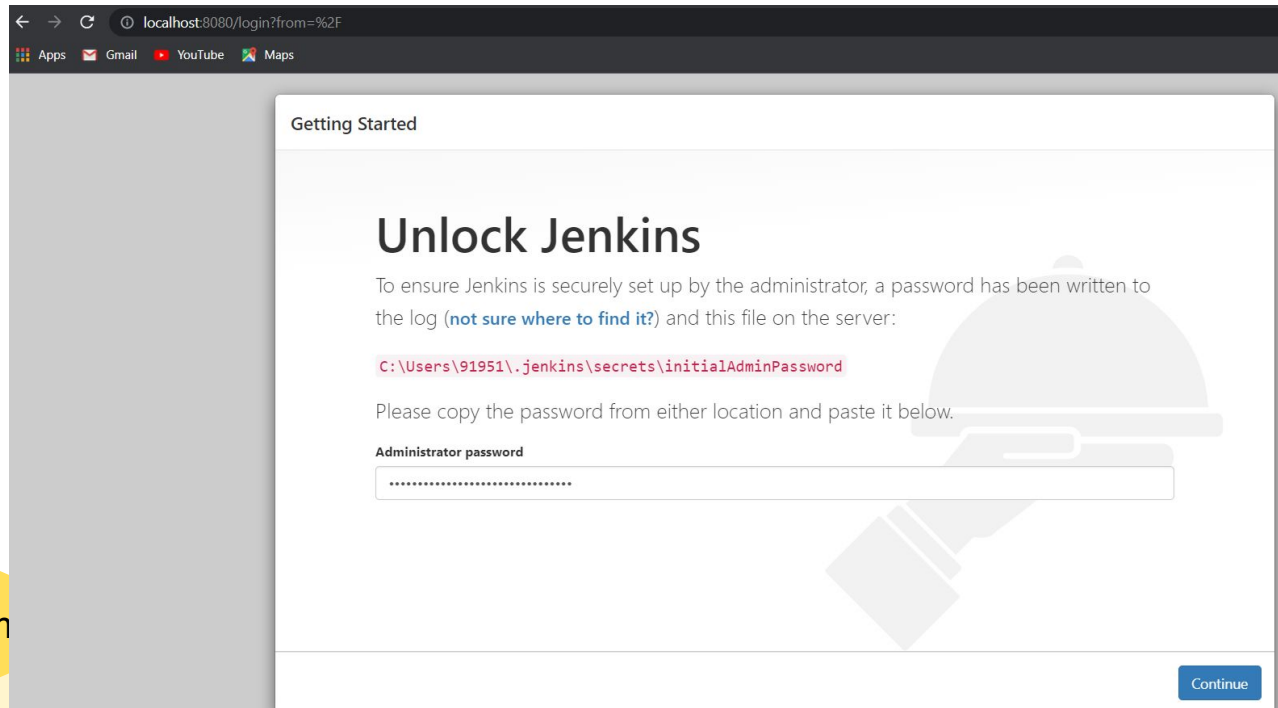 localhost:8080/login?from=%2F
Apps Gmail YouTube Maps
Getting Started
Unlock Jenkins
To ensure Jenkins is securely set up by the administrator, a password has been written to
the log (not sure where to find it?) and this file on the server:
C:\Users\91951\.jenkins\secrets\initialAdminPassword
Please copy the password from either location and paste it below.
Administrator password
••••••••••••••••••••••••••••••••
Continue